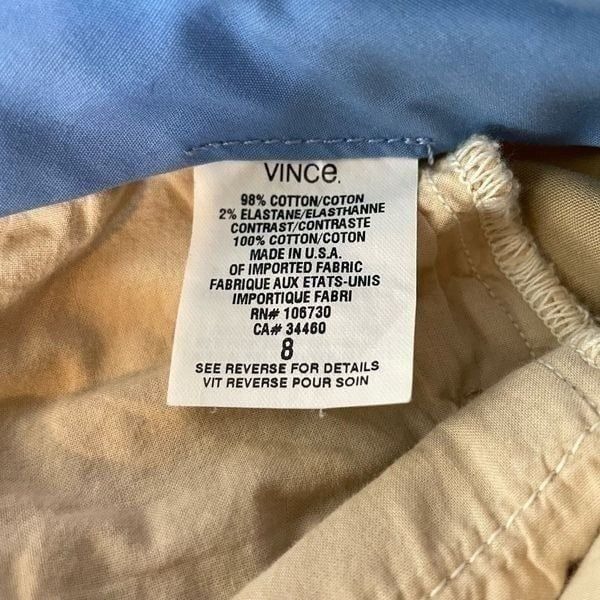 VINCe.
98% COTTON/COTON
2% ELASTANE/ELASTHANNE
CONTRAST/CONTRASTE
100% COTTON/COTON
MADE IN U.S.A.
OF IMPORTED FABRIC
FABRIQUE AUX ETATS-UNIS
IMPORTIQUE FABRI
RN# 106730
CA# 34460
8
SEE REVERSE FOR DETAILS
VIT REVERSE POUR SOIN